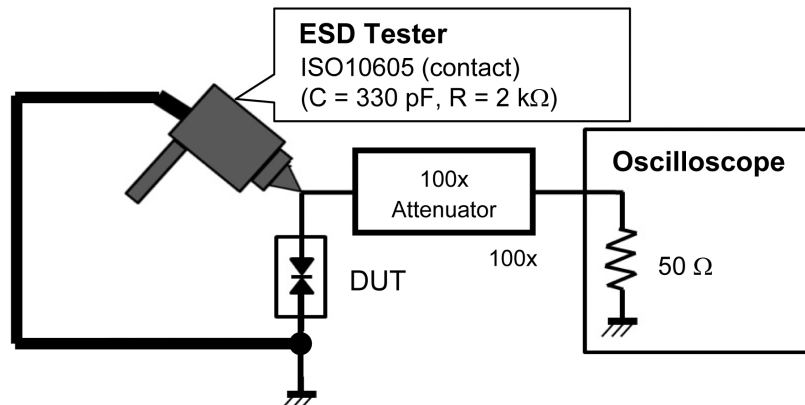 ESD Tester
ISO10605 (contact)
(C = 330 pF, R = 2 kΩ)
100x
Attenuator
100x
Oscilloscope
50 Ω
DUT